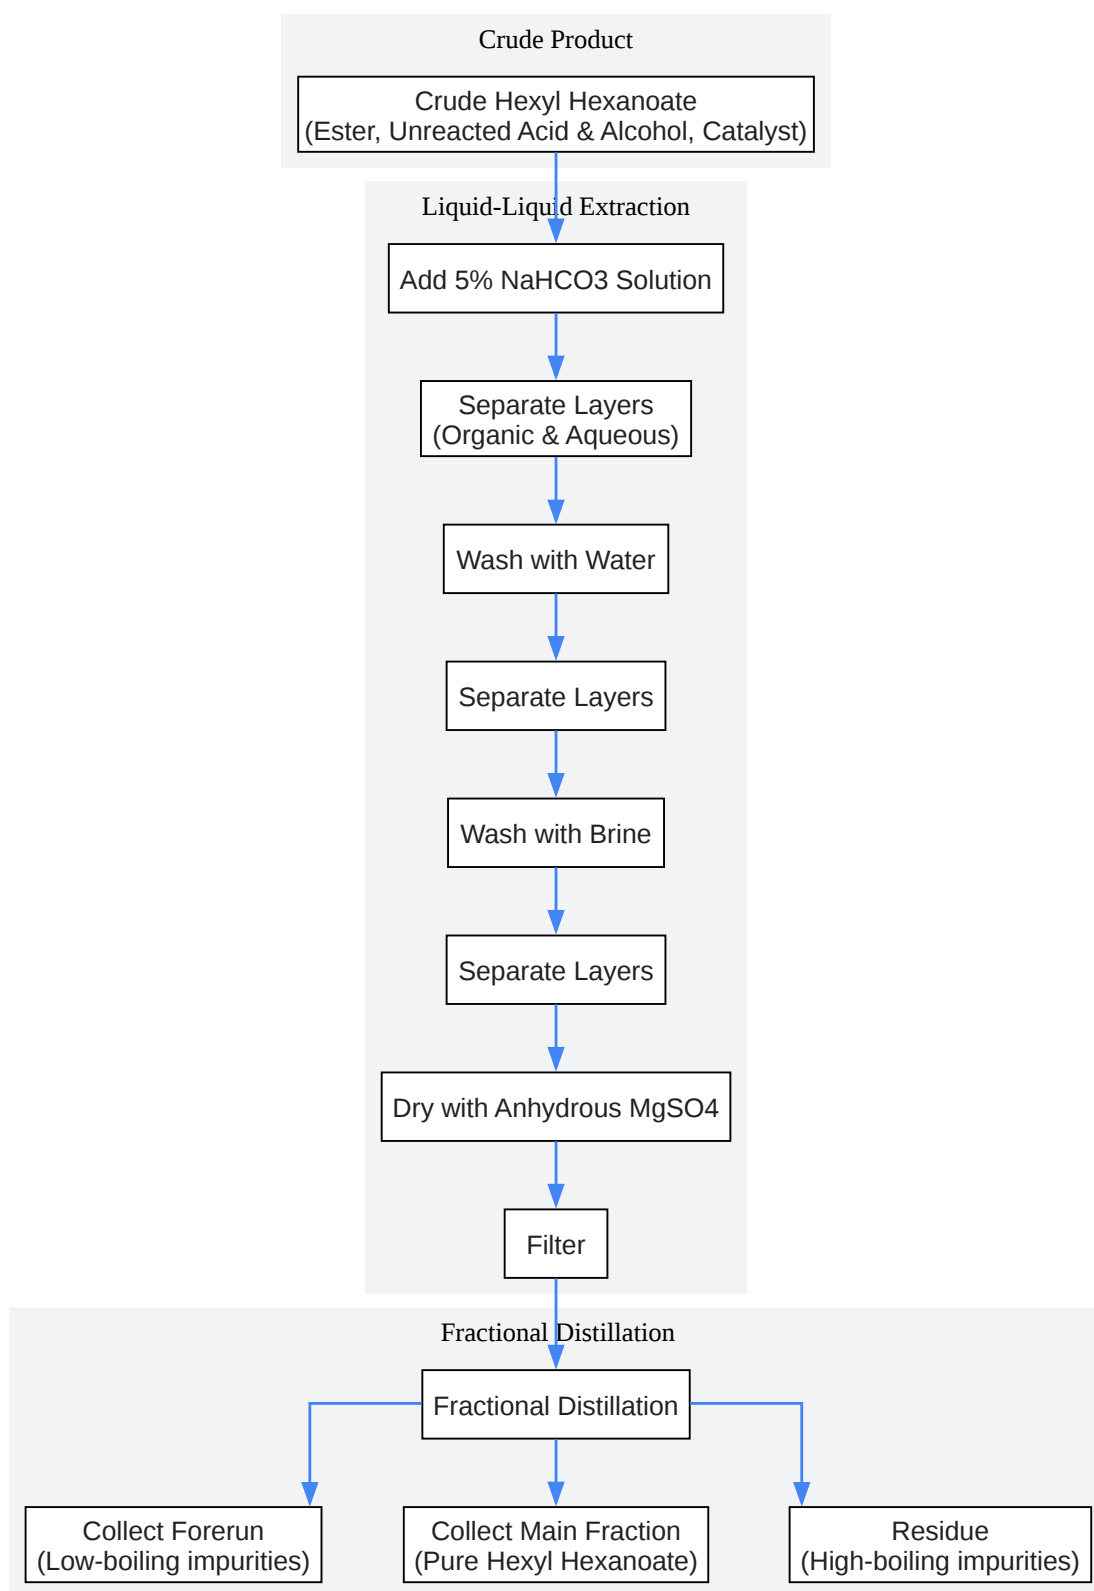 Crude Product
Crude Hexyl Hexanoate
(Ester, Unreacted Acid & Alcohol, Catalyst)
Liquid-Liquid Extraction
Add 5% NaHCO3 Solution
Separate Layers
(Organic & Aqueous)
Wash with Water
Separate Layers
Wash with Brine
Separate Layers
Dry with Anhydrous MgSO4
Filter
Fractional Distillation
Fractional Distillation
Collect Forerun
(Low-boiling impurities)
Collect Main Fraction
(Pure Hexyl Hexanoate)
Residue
(High-boiling impurities)